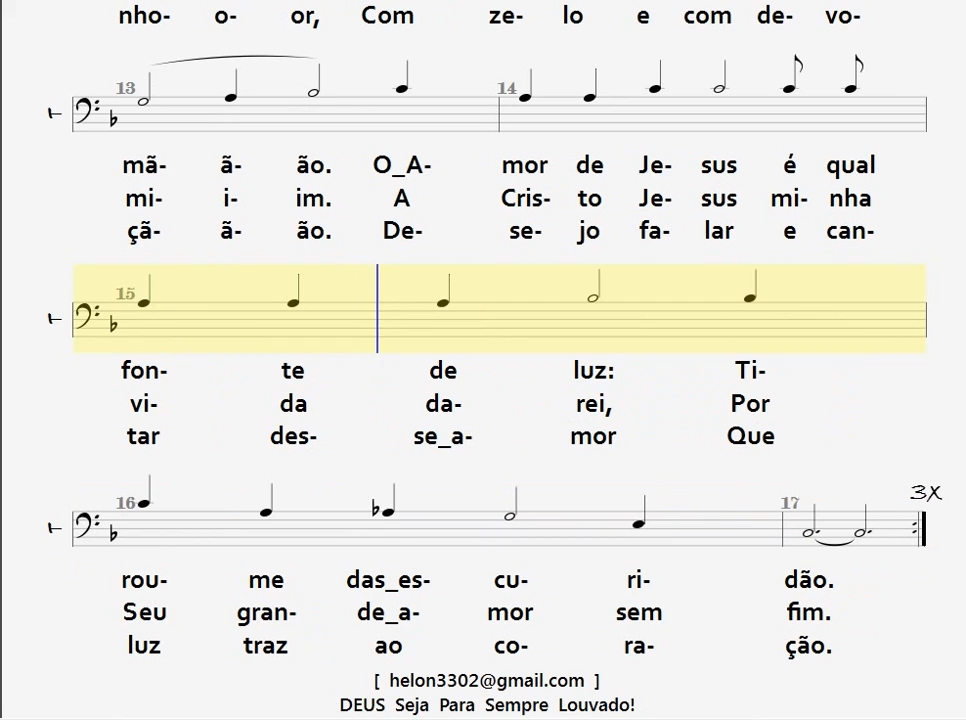 nho- o- or, Com ze- lo e com de- vo-
13 14
T
mã- ã- ão. O_A- mor de Je- sus é qual
mi- i- im. A Cris- to Je- sus mi- nha
çã- ã- ão. De- se- jo fa- lar e can-
15
T
fon- te de luz: Ti-
vi- da da- rei, Por
tar des- se_a- mor Que
16 17 3X
T
rou- me das_es- cu- ri- dão.
Seu gran- de_a- mor sem fim.
luz traz ao co- ra- ção.
[ helon3302@gmail.com ]
DEUS Seja Para Sempre Louvado!